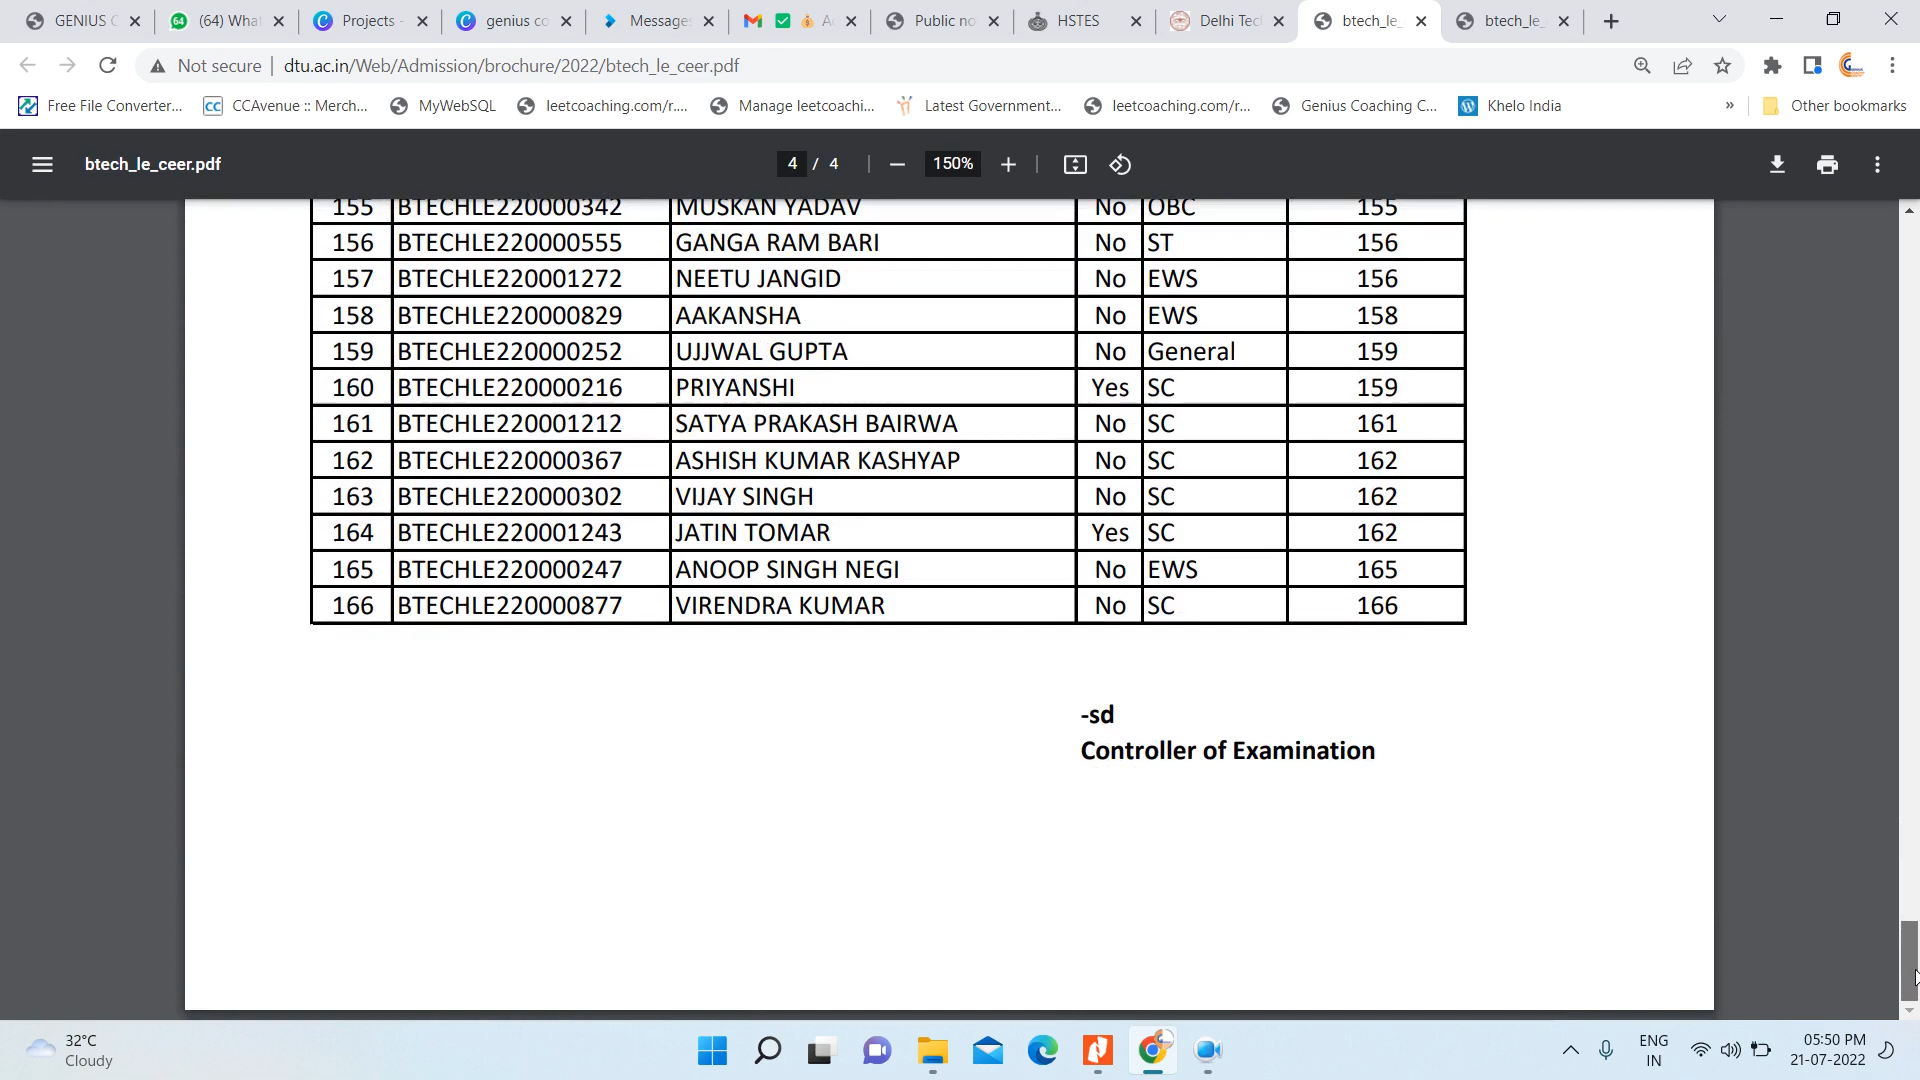 GENIUS C
(64) What
Projects -
genius co
Messages
Ac
Public no
HSTES
Delhi Tec
btech_le_
btech_le_
Not secure
dtu.ac.in/Web/Admission/brochure/2022/btech_le_ceer.pdf
Free File Converter...
CCAvenue :: Merch...
MyWebSQL
leetcoaching.com/r....
Manage leetcoachi...
Latest Government...
leetcoaching.com/r...
Genius Coaching C...
Khelo India
»
Other bookmarks
btech_le_ceer.pdf
4 / 4
150%
155 BTECHLE220000342 MUSKAN YADAV No OBC 155
156 BTECHLE220000555 GANGA RAM BARI No ST 156
157 BTECHLE220001272 NEETU JANGID No EWS 156
158 BTECHLE220000829 AAKANSHA No EWS 158
159 BTECHLE220000252 UJJWAL GUPTA No General 159
160 BTECHLE220000216 PRIYANSHI Yes SC 159
161 BTECHLE220001212 SATYA PRAKASH BAIRWA No SC 161
162 BTECHLE220000367 ASHISH KUMAR KASHYAP No SC 162
163 BTECHLE220000302 VIJAY SINGH No SC 162
164 BTECHLE220001243 JATIN TOMAR Yes SC 162
165 BTECHLE220000247 ANOOP SINGH NEGI No EWS 165
166 BTECHLE220000877 VIRENDRA KUMAR No SC 166
-sd
Controller of Examination
32°C
Cloudy
ENG
IN
05:50 PM
21-07-2022